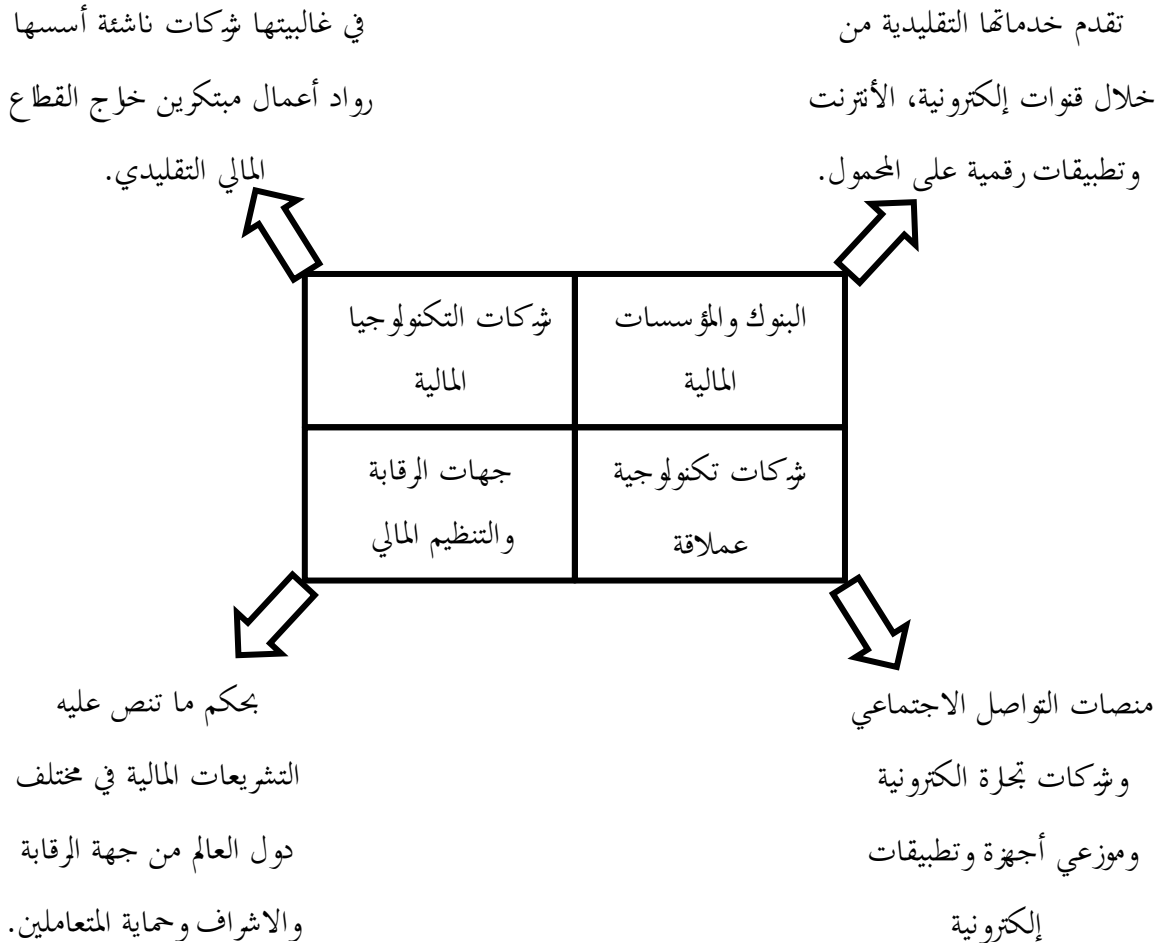 تقدم خدماتها التقليدية من
خلال قنوات إلكترونية، الأنترنت
وتطبيقات رقمية على المحمول.
في غالبيتها شركات ناشئة أسسها
رواد أعمال مبتكرين خارج القطاع
المالي التقليدي.
البنوك والمؤسسات
المالية
شركات التكنولوجيا
المالية
شركات تكنولوجية
عملاقة
جهات الرقابة
والتنظيم المالي
منصات التواصل الاجتماعي
وشركات تجارة الكترونية
وموزعي أجهزة وتطبيقات
إلكترونية
بحكم ما تنص عليه
التشريعات المالية في مختلف
دول العالم من جهة الرقابة
والاشراف وحماية المتعاملين.